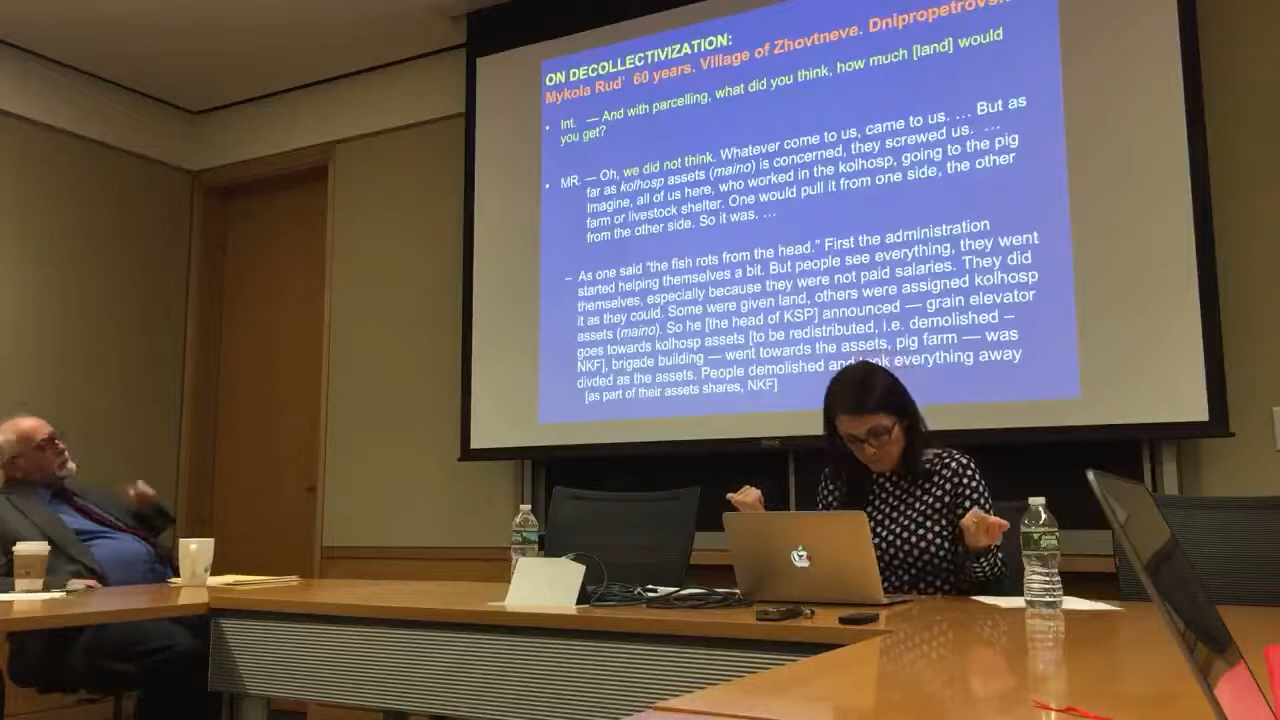 ON DECOLLECTIVIZATION:
Mykola Rud' 60 years. Village of Zhovtneve.
• Int. — And with parcelling, what did you think, how much [land] would
you get?
• MR. — Oh, we did not think. Whatever come to us, came to us. … But as
far as kolhosp assets (maino) is concerned, they screwed us. …
Imagine, all of us here, who worked in the kolhosp, going to the pig
farm or livestock shelter. One would pull it from one side, the other
from the other side. So it was. …
– As one said “the fish rots from the head.” First the administration
started helping themselves a bit. But people see everything, they went
themselves, especially because they were not paid salaries. They did
it as they could. Some were given land, others were assigned kolhosp
assets (maino). So he [the head of KSP] announced — grain elevator
goes towards kolhosp assets [to be redistributed, i.e. demolished –
NKF], brigade building — went towards the assets, pig farm — was
divded as the assets. People demolished and everything away
[as part of their assets shares, NKF]